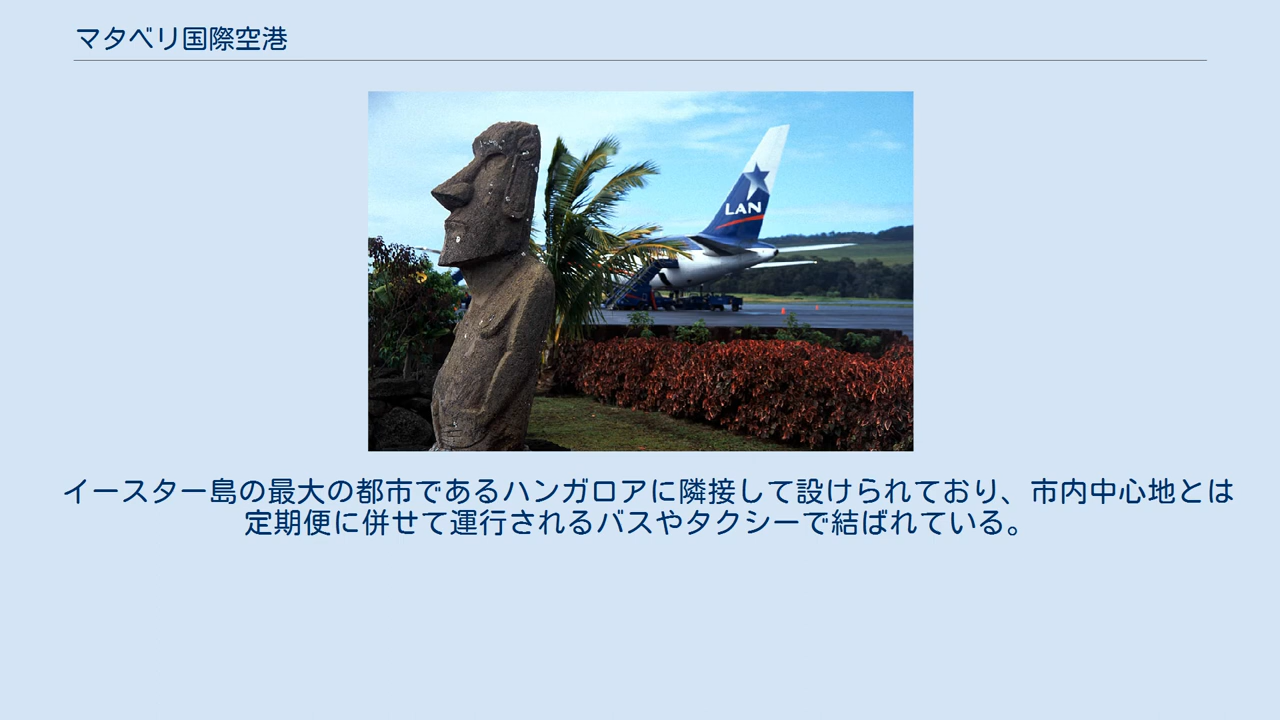 マタベリ国際空港
LAN
イースター島の最大の都市であるハンガロアに隣接して設けられており、市内中心地とは
定期便に併せて運行されるバスやタクシーで結ばれている。